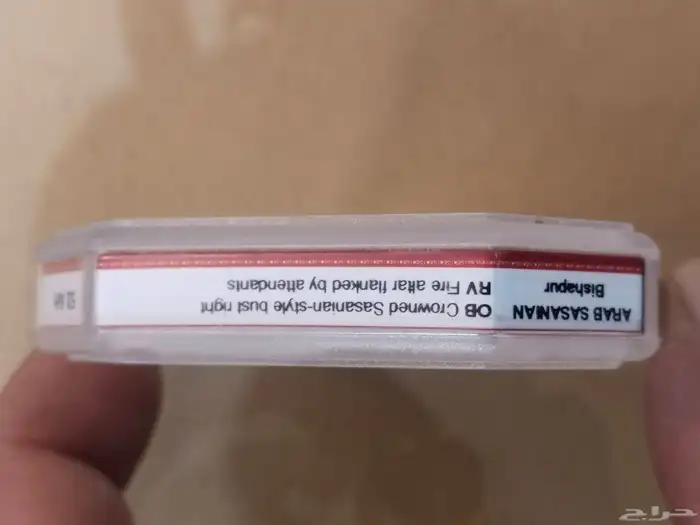 ARAB SASANIAN
Bishapur
OB Crowned Sasanian-style bust right
RV Fire altar flanked by attendants
حراج